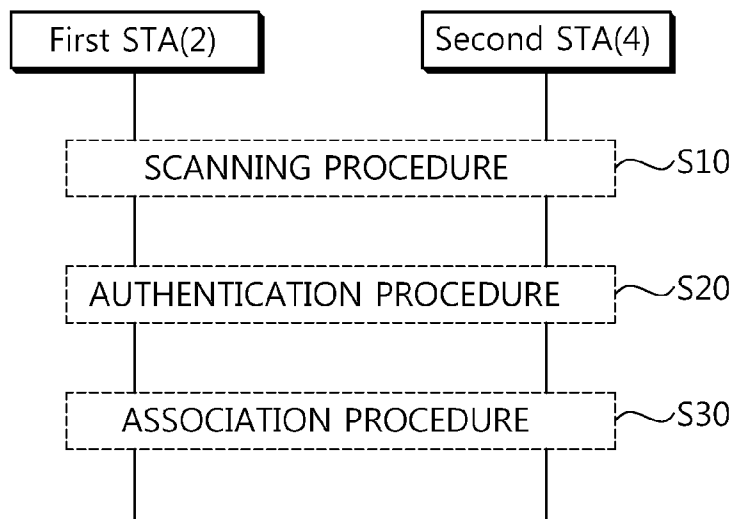 First STA(2)
Second STA(4)
SCANNING PROCEDURE
S10
AUTHENTICATION PROCEDURE
S20
ASSOCIATION PROCEDURE
S30